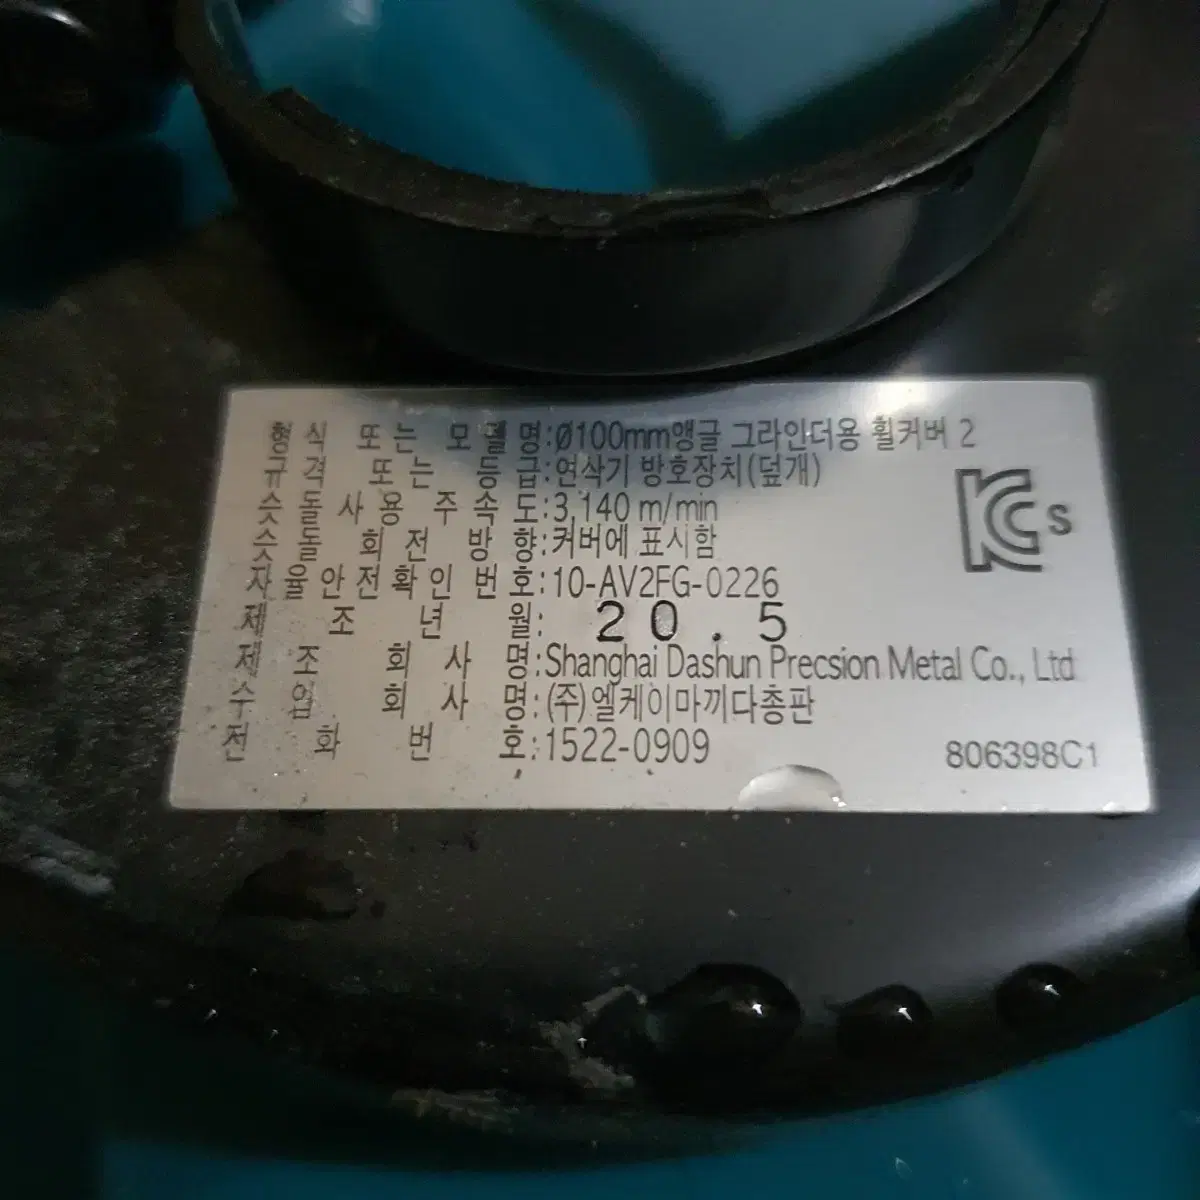 형식 또는 모델명:Ø100mm앵글 그라인더용 휠커버 2
규격 또는 등급:연삭기 방호장치(덮개)
숫돌사용주속도:3,140 m/min
숫돌 회전 방향:커버에 표시함
자율안전확인번호:10-AV2FG-0226
제조년월:20.5
제조회사명:Shanghai Dashun Precsion Metal Co., Ltd
수입회사명:(주)엘케이마끼다총판
전화번호:1522-0909
KCs
806398C1